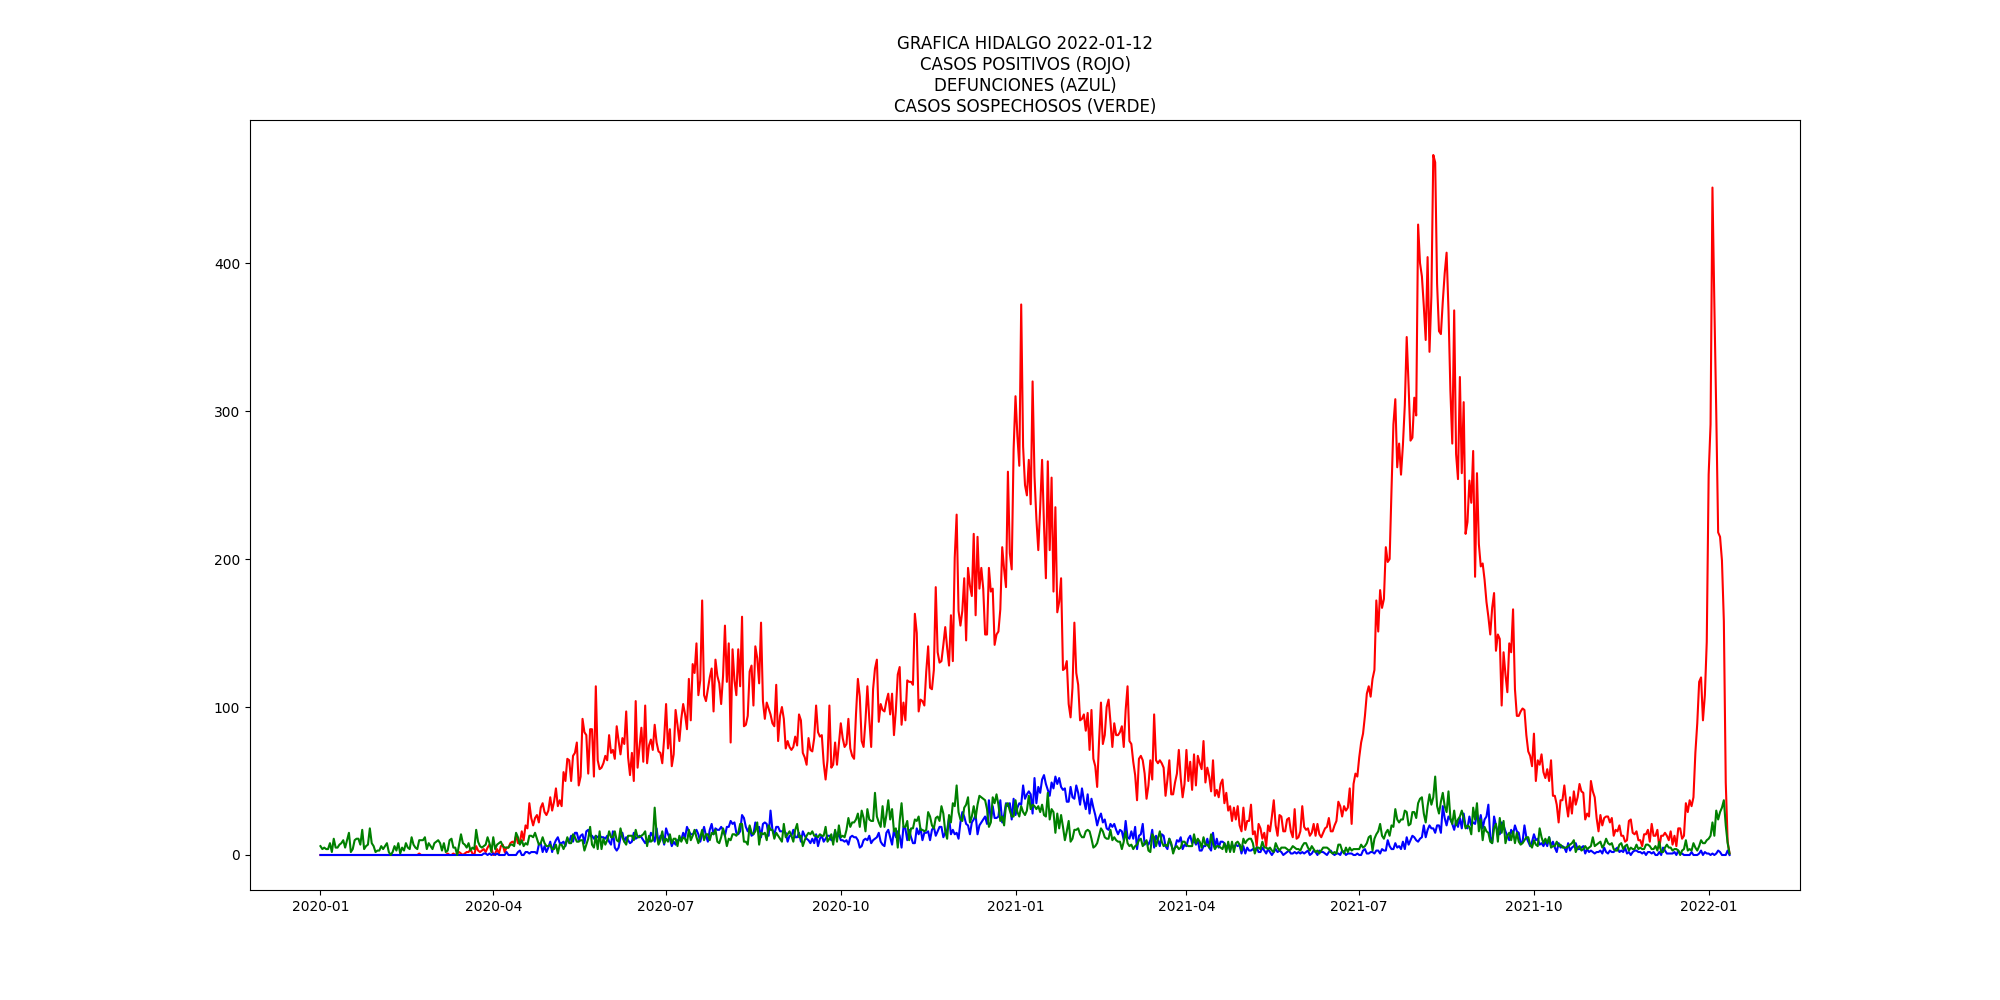 GRAFICA HIDALGO 2022-01-12
CASOS POSITIVOS (ROJO)
DEFUNCIONES (AZUL)
CASOS SOSPECHOSOS (VERDE)
400
300
200
100
0
2020-01 2020-04 2020-07 2020-10 2021-01 2021-04 2021-07 2021-10 2022-01